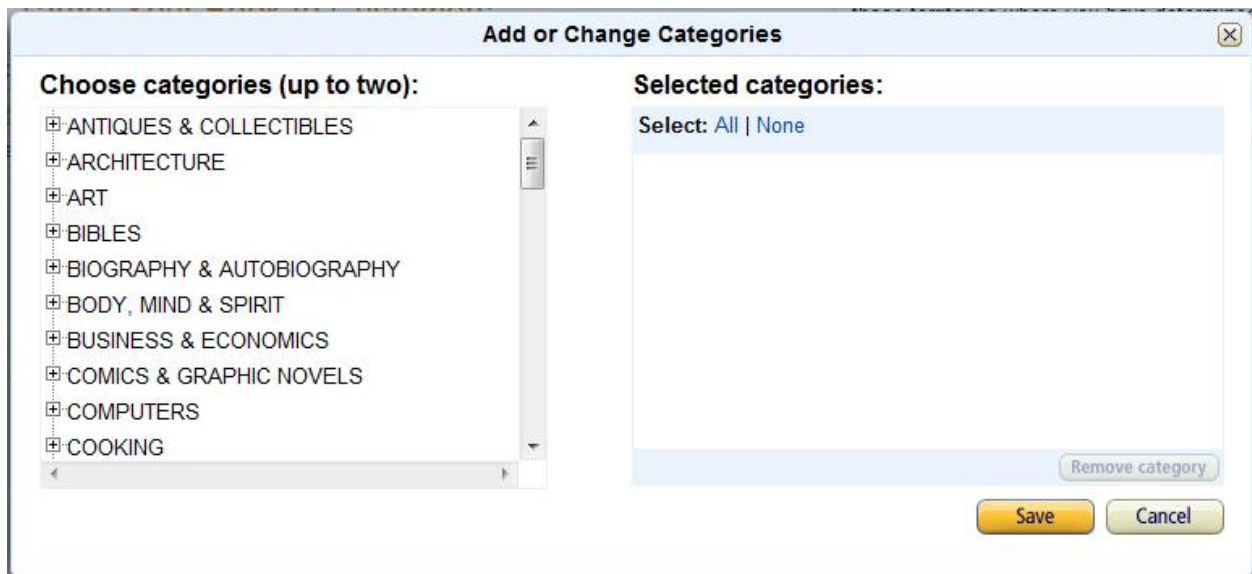 Add or Change Categories
Choose categories (up to two):
ANTIQUES & COLLECTIBLES
ARCHITECTURE
ART
BIBLES
BIOGRAPHY & AUTOBIOGRAPHY
BODY, MIND & SPIRIT
BUSINESS & ECONOMICS
COMICS & GRAPHIC NOVELS
COMPUTERS
COOKING
Selected categories:
Select: All | None
Remove category
Save Cancel